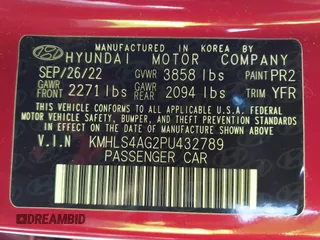 MANUFACTURED IN KOREA BY
HYUNDAI MOTOR COMPANY
SEP/26/22 GVWR 3858 lbs PAINT PR2
GAWR FRONT 2271 lbs GAWR REAR 2094 lbs TRIM YFR
THIS VEHICLE CONFORMS TO ALL APPLICABLE
FEDERAL MOTOR VEHICLE SAFETY, BUMPER, AND THEFT
PREVENTION STANDARDS IN EFFECT ON THE DATE OF
MANUFACTURE SHOWN ABOVE.
V.I.N KMHLS4AG2PU432789
PASSENGER CAR
DREAMBID